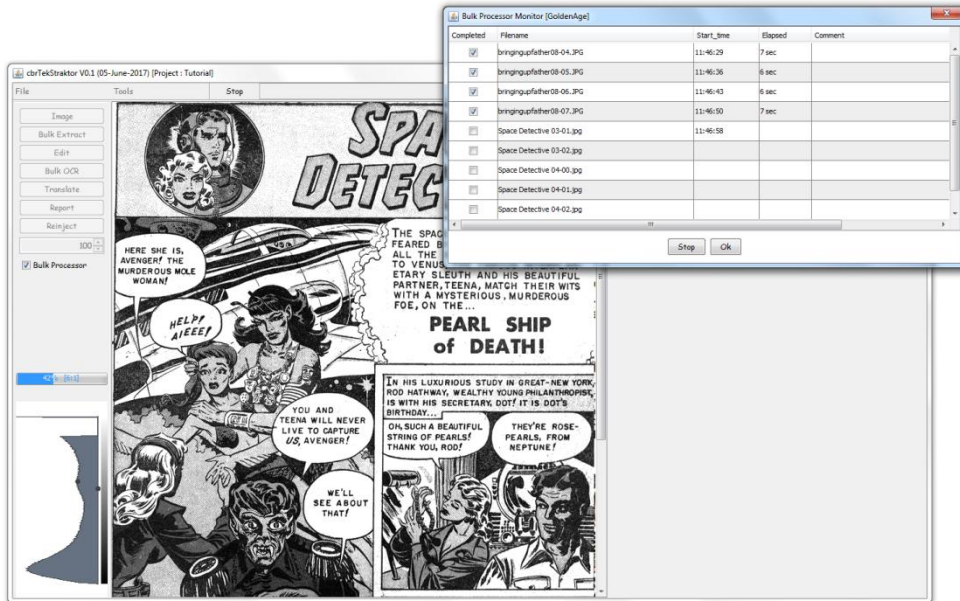 Bulk Processor Monitor [GoldenAge]
Completed Filename Start_time Elapsed Comment
bringingupfather08-04.JPG 11:46:29 7 sec
bringingupfather08-05.JPG 11:46:36 6 sec
bringingupfather08-06.JPG 11:46:43 6 sec
bringingupfather08-07.JPG 11:46:50 7 sec
Space Detective 03-01.jpg 11:46:58
Space Detective 03-02.jpg
Space Detective 04-00.jpg
Space Detective 04-01.jpg
Space Detective 04-02.jpg
Stop Ok
cbrTekStraktor V0.1 (05-June-2017) [Project : Tutorial]
File Tools Stop
Image
Bulk Extract
Edit
Bulk OCR
Translate
Report
Reinject
100
Bulk Processor
42%
SPA
DETEC
THE SPAC
FEARED B
ALL THE
TO VENUS
ETARY SLEUTH AND HIS BEAUTIFUL
PARTNER, TEENA, MATCH THEIR WITS
WITH A MYSTERIOUS, MURDEROUS
FOE, ON THE...
PEARL SHIP
of DEATH!
HERE SHE IS,
AVENGER! THE
MURDEROUS MOLE
WOMAN!
HELP!
AIEEE!
YOU AND
TEENA WILL NEVER
LIVE TO CAPTURE
US, AVENGER!
WE'LL
SEE ABOUT
THAT!
IN HIS LUXURIOUS STUDY IN GREAT-NEW YORK,
ROD HATHWAY, WEALTHY YOUNG PHILANTHROPIST,
IS WITH HIS SECRETARY, DOT! IT IS DOT'S
BIRTHDAY...
OH, SUCH A BEAUTIFUL
STRING OF PEARLS!
THANK YOU, ROD!
THEY'RE ROSE-
PEARLS, FROM
NEPTUNE!